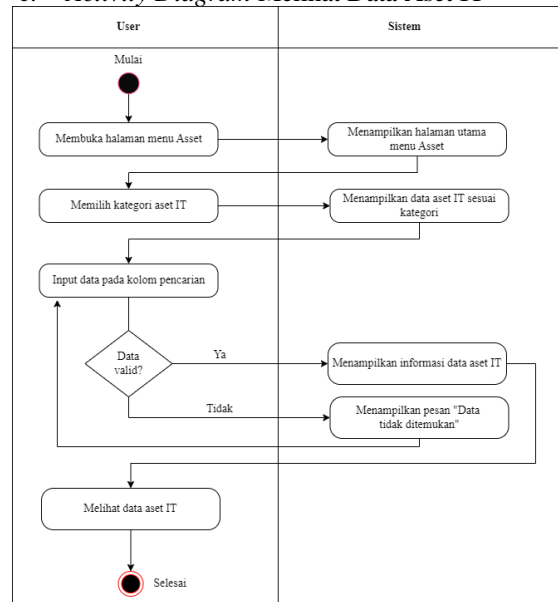 Activity Diagram Melihat Data Aset IT
User
Sistem
Mulai
Membuka halaman menu Asset
Menampilkan halaman utama
menu Asset
Memilih kategori aset IT
Menampilkan data aset IT sesuai
kategori
Input data pada kolom pencarian
Data
valid?
Ya
Menampilkan informasi data aset IT
Tidak
Menampilkan pesan "Data
tidak ditemukan"
Melihat data aset IT
Selesai